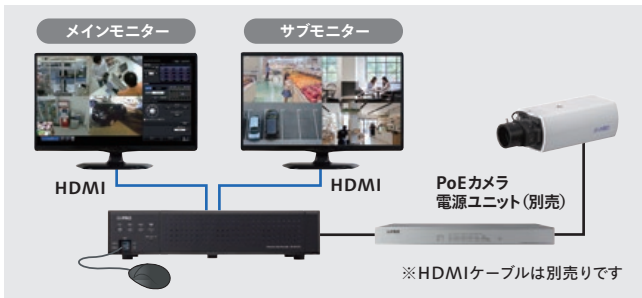 メインモニター
サブモニター
HDMI
HDMI
PoEカメラ
電源ユニット（別売）
※HDMIケーブルは別売りです